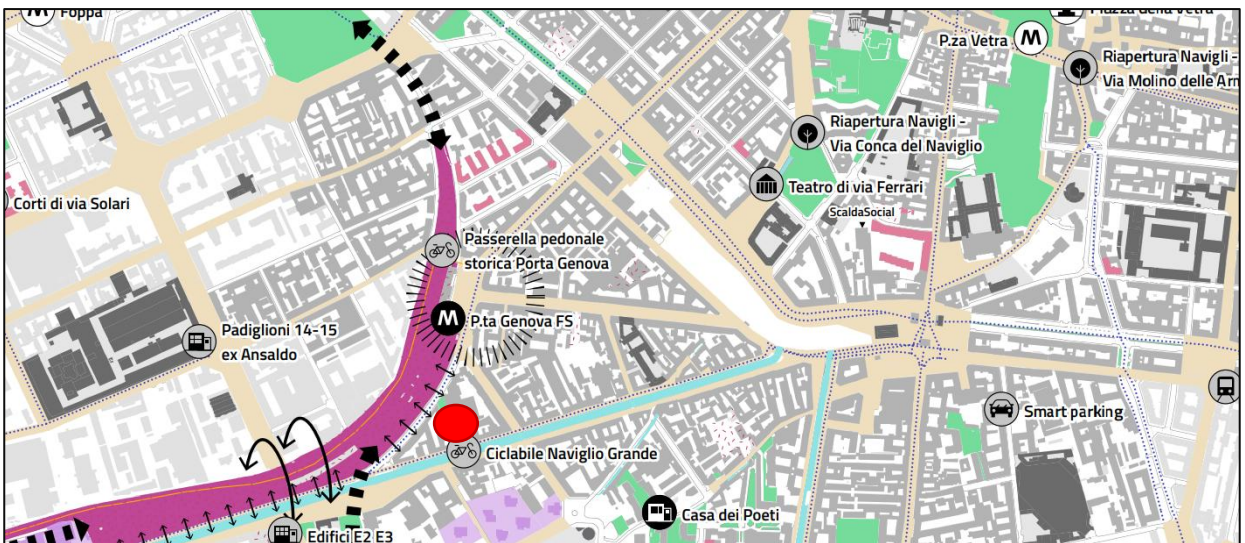 M Foppa
Piazza della Vetra
P.za Vetra M
Riapertura Navigli -
Via Molino delle Arm
Riapertura Navigli -
Via Conca del Naviglio
Teatro di via Ferrari
ScaldaSocial
Corti di via Solari
Passerella pedonale
storica Porta Genova
M P.ta Genova FS
Padiglioni 14-15
ex Ansaldo
Smart parking
Ciclabile Naviglio Grande
Casa dei Poeti
Edifici E2 E3